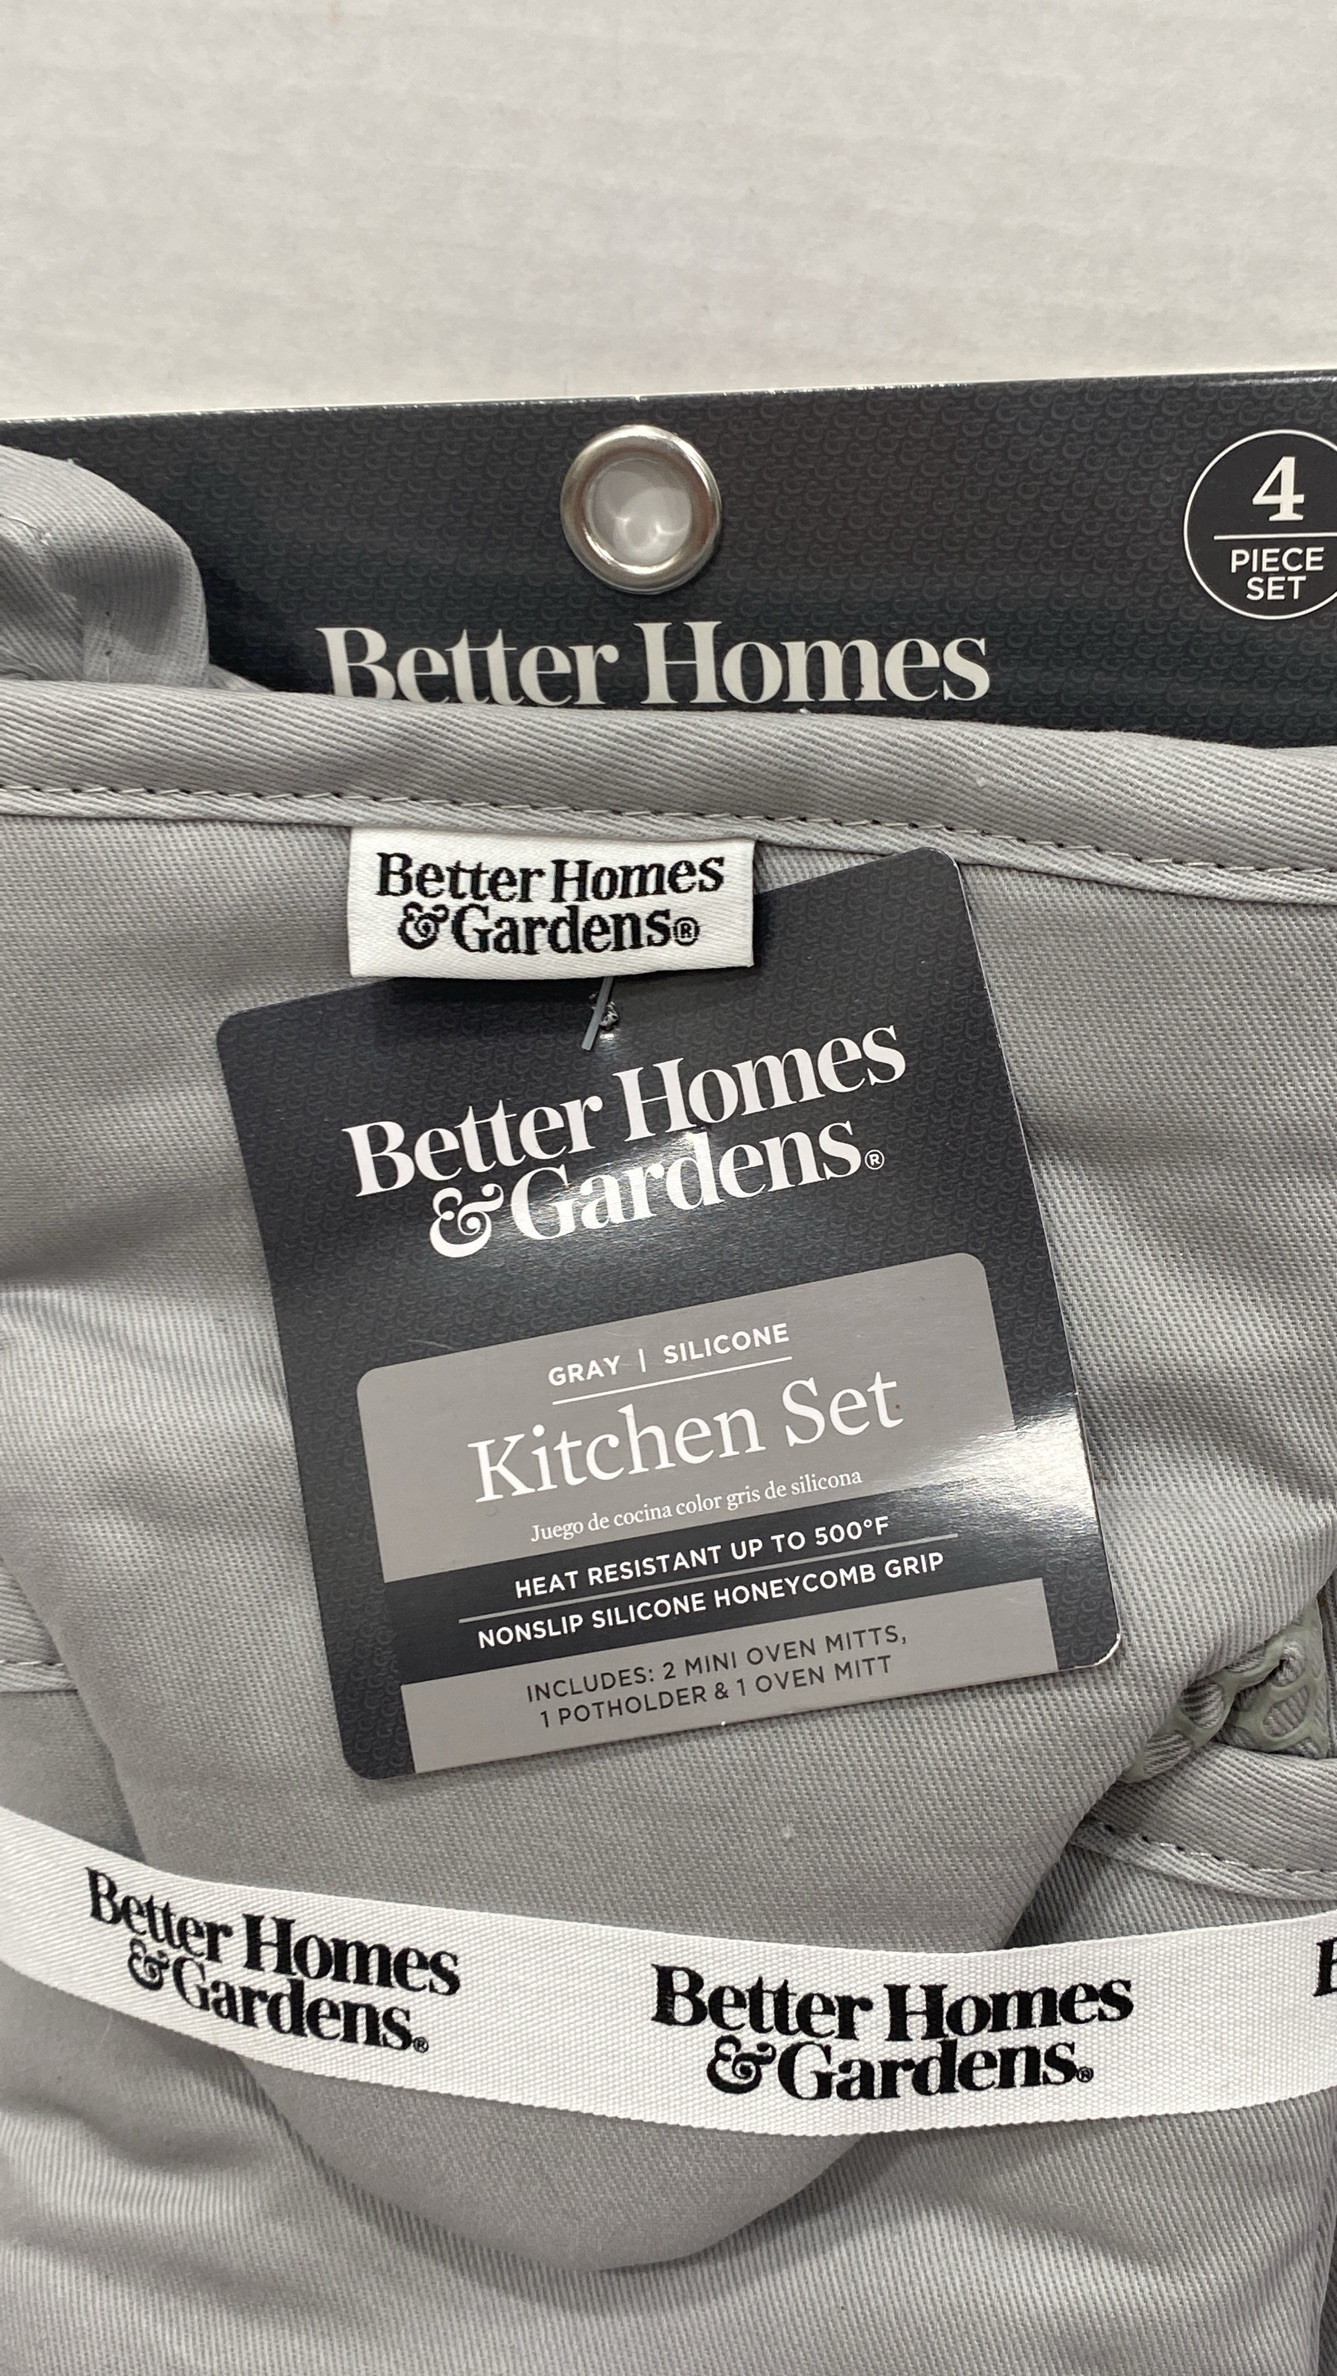 4
PIECE
SET
Better Homes
Better Homes
& Gardens®
Better Homes
& Gardens®
GRAY | SILICONE
Kitchen Set
Juego de cocina color gris de silicona
HEAT RESISTANT UP TO 500°F
NONSLIP SILICONE HONEYCOMB GRIP
INCLUDES: 2 MINI OVEN MITTS,
1 POTHOLDER & 1 OVEN MITT
Better Homes
& Gardens®
Better Homes
& Gardens®